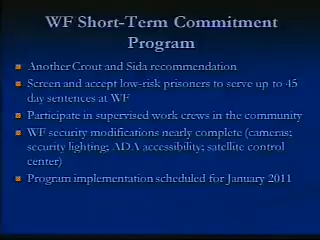 WF Short-Term Commitment
Program
Another Crout and Sida recommendation
Screen and accept low-risk prisoners to serve up to 45
day sentences at WF
Participate in supervised work crews in the community
WF security modifications nearly complete (cameras;
security lighting; ADA accessibility; satellite control
center)
Program implementation scheduled for January 2011